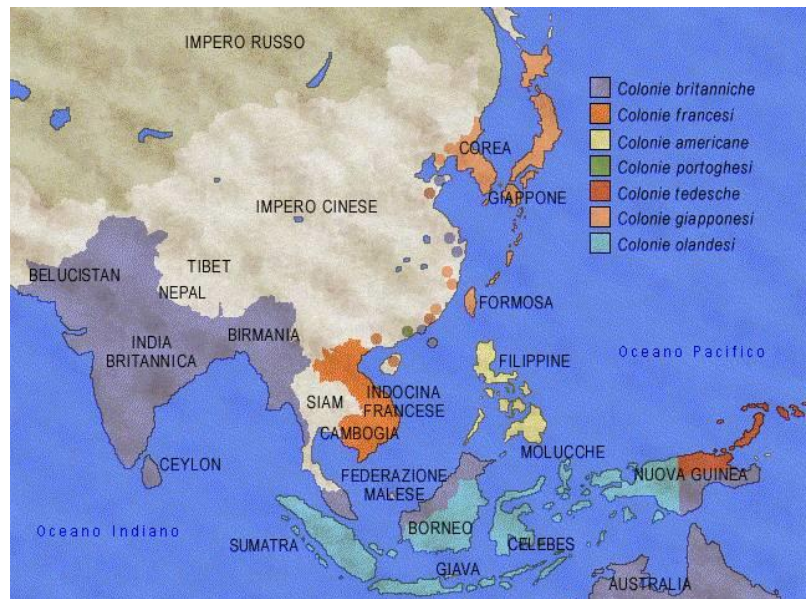 IMPERO RUSSO
Colonie britanniche
Colonie francesi
Colonie americane
Colonie portoghesi
Colonie tedesche
Colonie giapponesi
Colonie olandesi
COREA
GIAPPONE
IMPERO CINESE
BELUCISTAN
TIBET
NEPAL
FORMOSA
INDIA
BRITANNICA
BIRMANIA
Oceano Pacifico
FILIPPINE
SIAM
INDOCINA
FRANCESE
CAMBOGIA
MOLUCCHE
CEYLON
FEDERAZIONE
MALESE
NUOVA GUINEA
Oceano Indiano
BORNEO
SUMATRA
CELEBES
GIAVA
AUSTRALIA